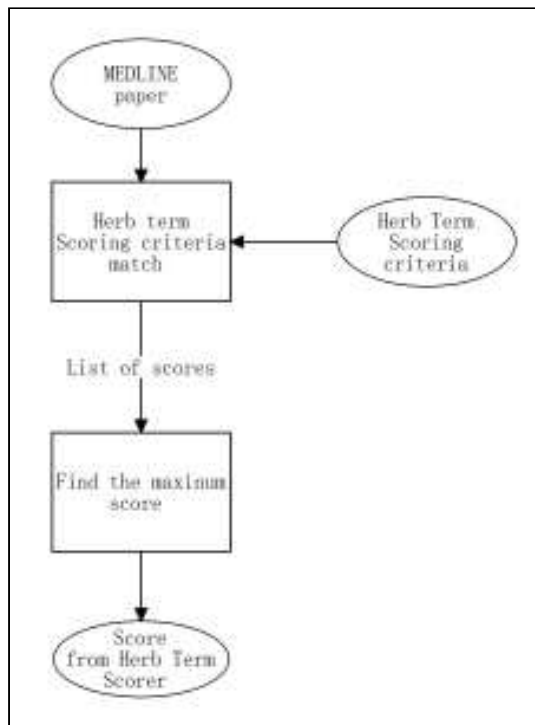 MEDLINE
paper
Herb term
Scoring criteria
match
Herb Term
Scoring
criteria
List of scores
Find the maxinum
score
Score
from Herb Term
Scorer